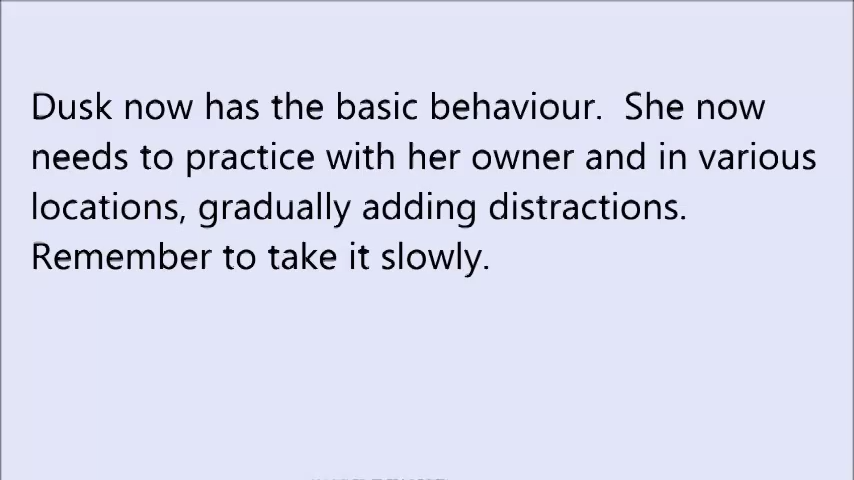 Dusk now has the basic behaviour.  She now
needs to practice with her owner and in various
locations, gradually adding distractions.
Remember to take it slowly.